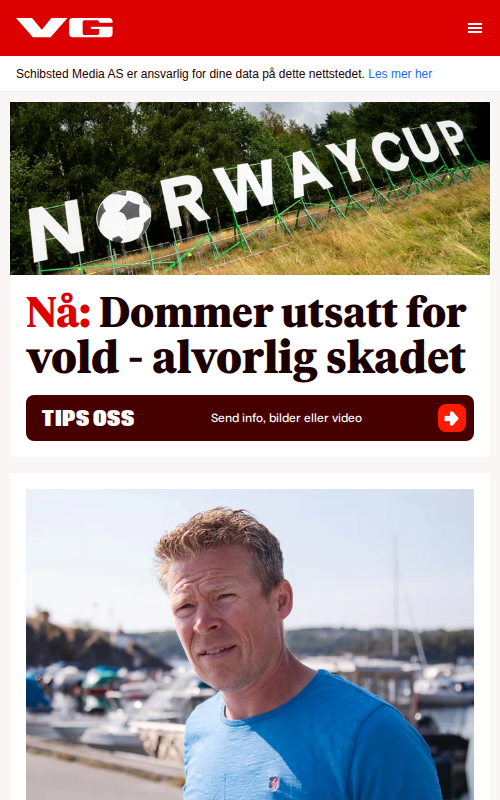 VG
Schibsted Media AS er ansvarlig for dine data på dette nettstedet. Les mer her
NORWAY CUP
Nå: Dommer utsatt for
vold - alvorlig skadet
TIPS OSS
Send info, bilder eller video